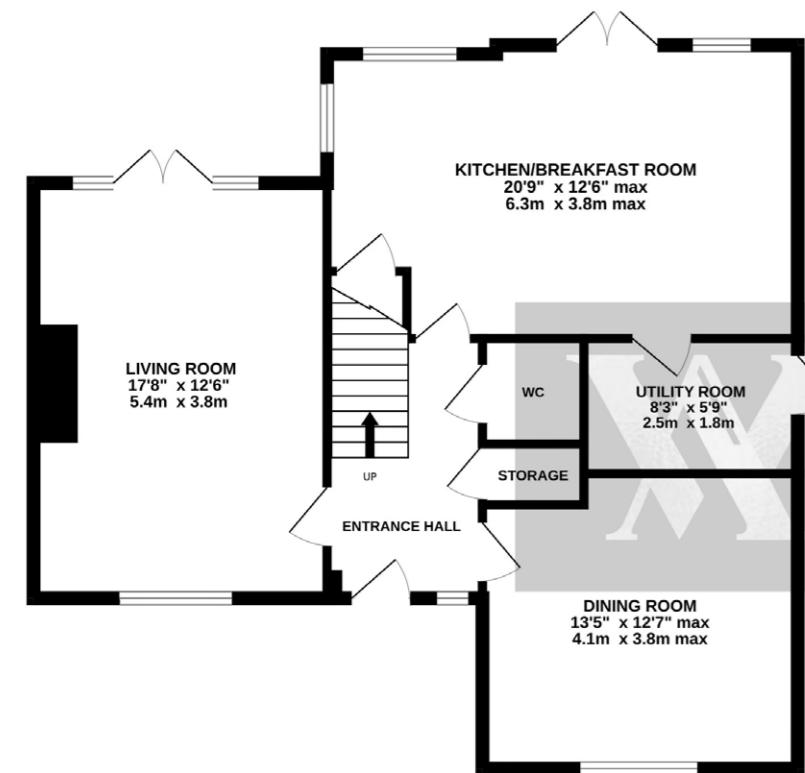 KITCHEN/BREAKFAST ROOM
20'9" x 12'6" max
6.3m x 3.8m max
LIVING ROOM
17'8" x 12'6"
5.4m x 3.8m
WC
UTILITY ROOM
8'3" x 5'9"
2.5m x 1.8m
UP
STORAGE
ENTRANCE HALL
DINING ROOM
13'5" x 12'7" max
4.1m x 3.8m max